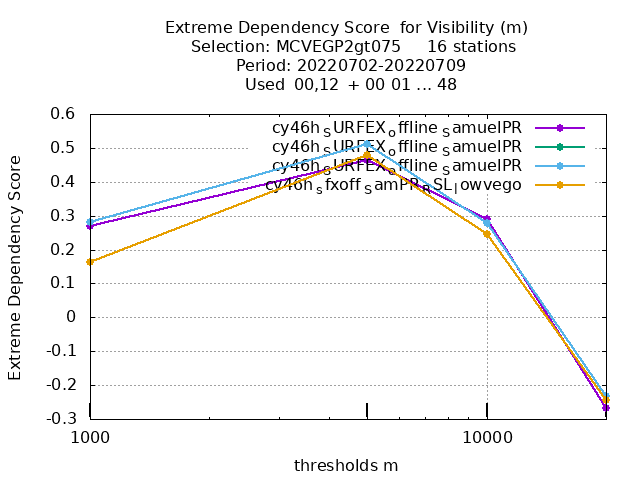 Extreme Dependency Score for Visibility (m)
Selection: MCVEGP2gt075 16 stations
Period: 20220702-20220709
Used 00,12 + 00 01 ... 48
Extreme Dependency Score
0.6
0.5
0.4
0.3
0.2
0.1
0
-0.1
-0.2
-0.3
cy46h_SURFEX_offline_SamuelPR
cy46h_SURFEX_offline_SamuelPR
cy46h_SURFEX_offline_SamuelPR
cy46h_sfxoff_SamPR_RSL_lowvego
1000
10000
thresholds m